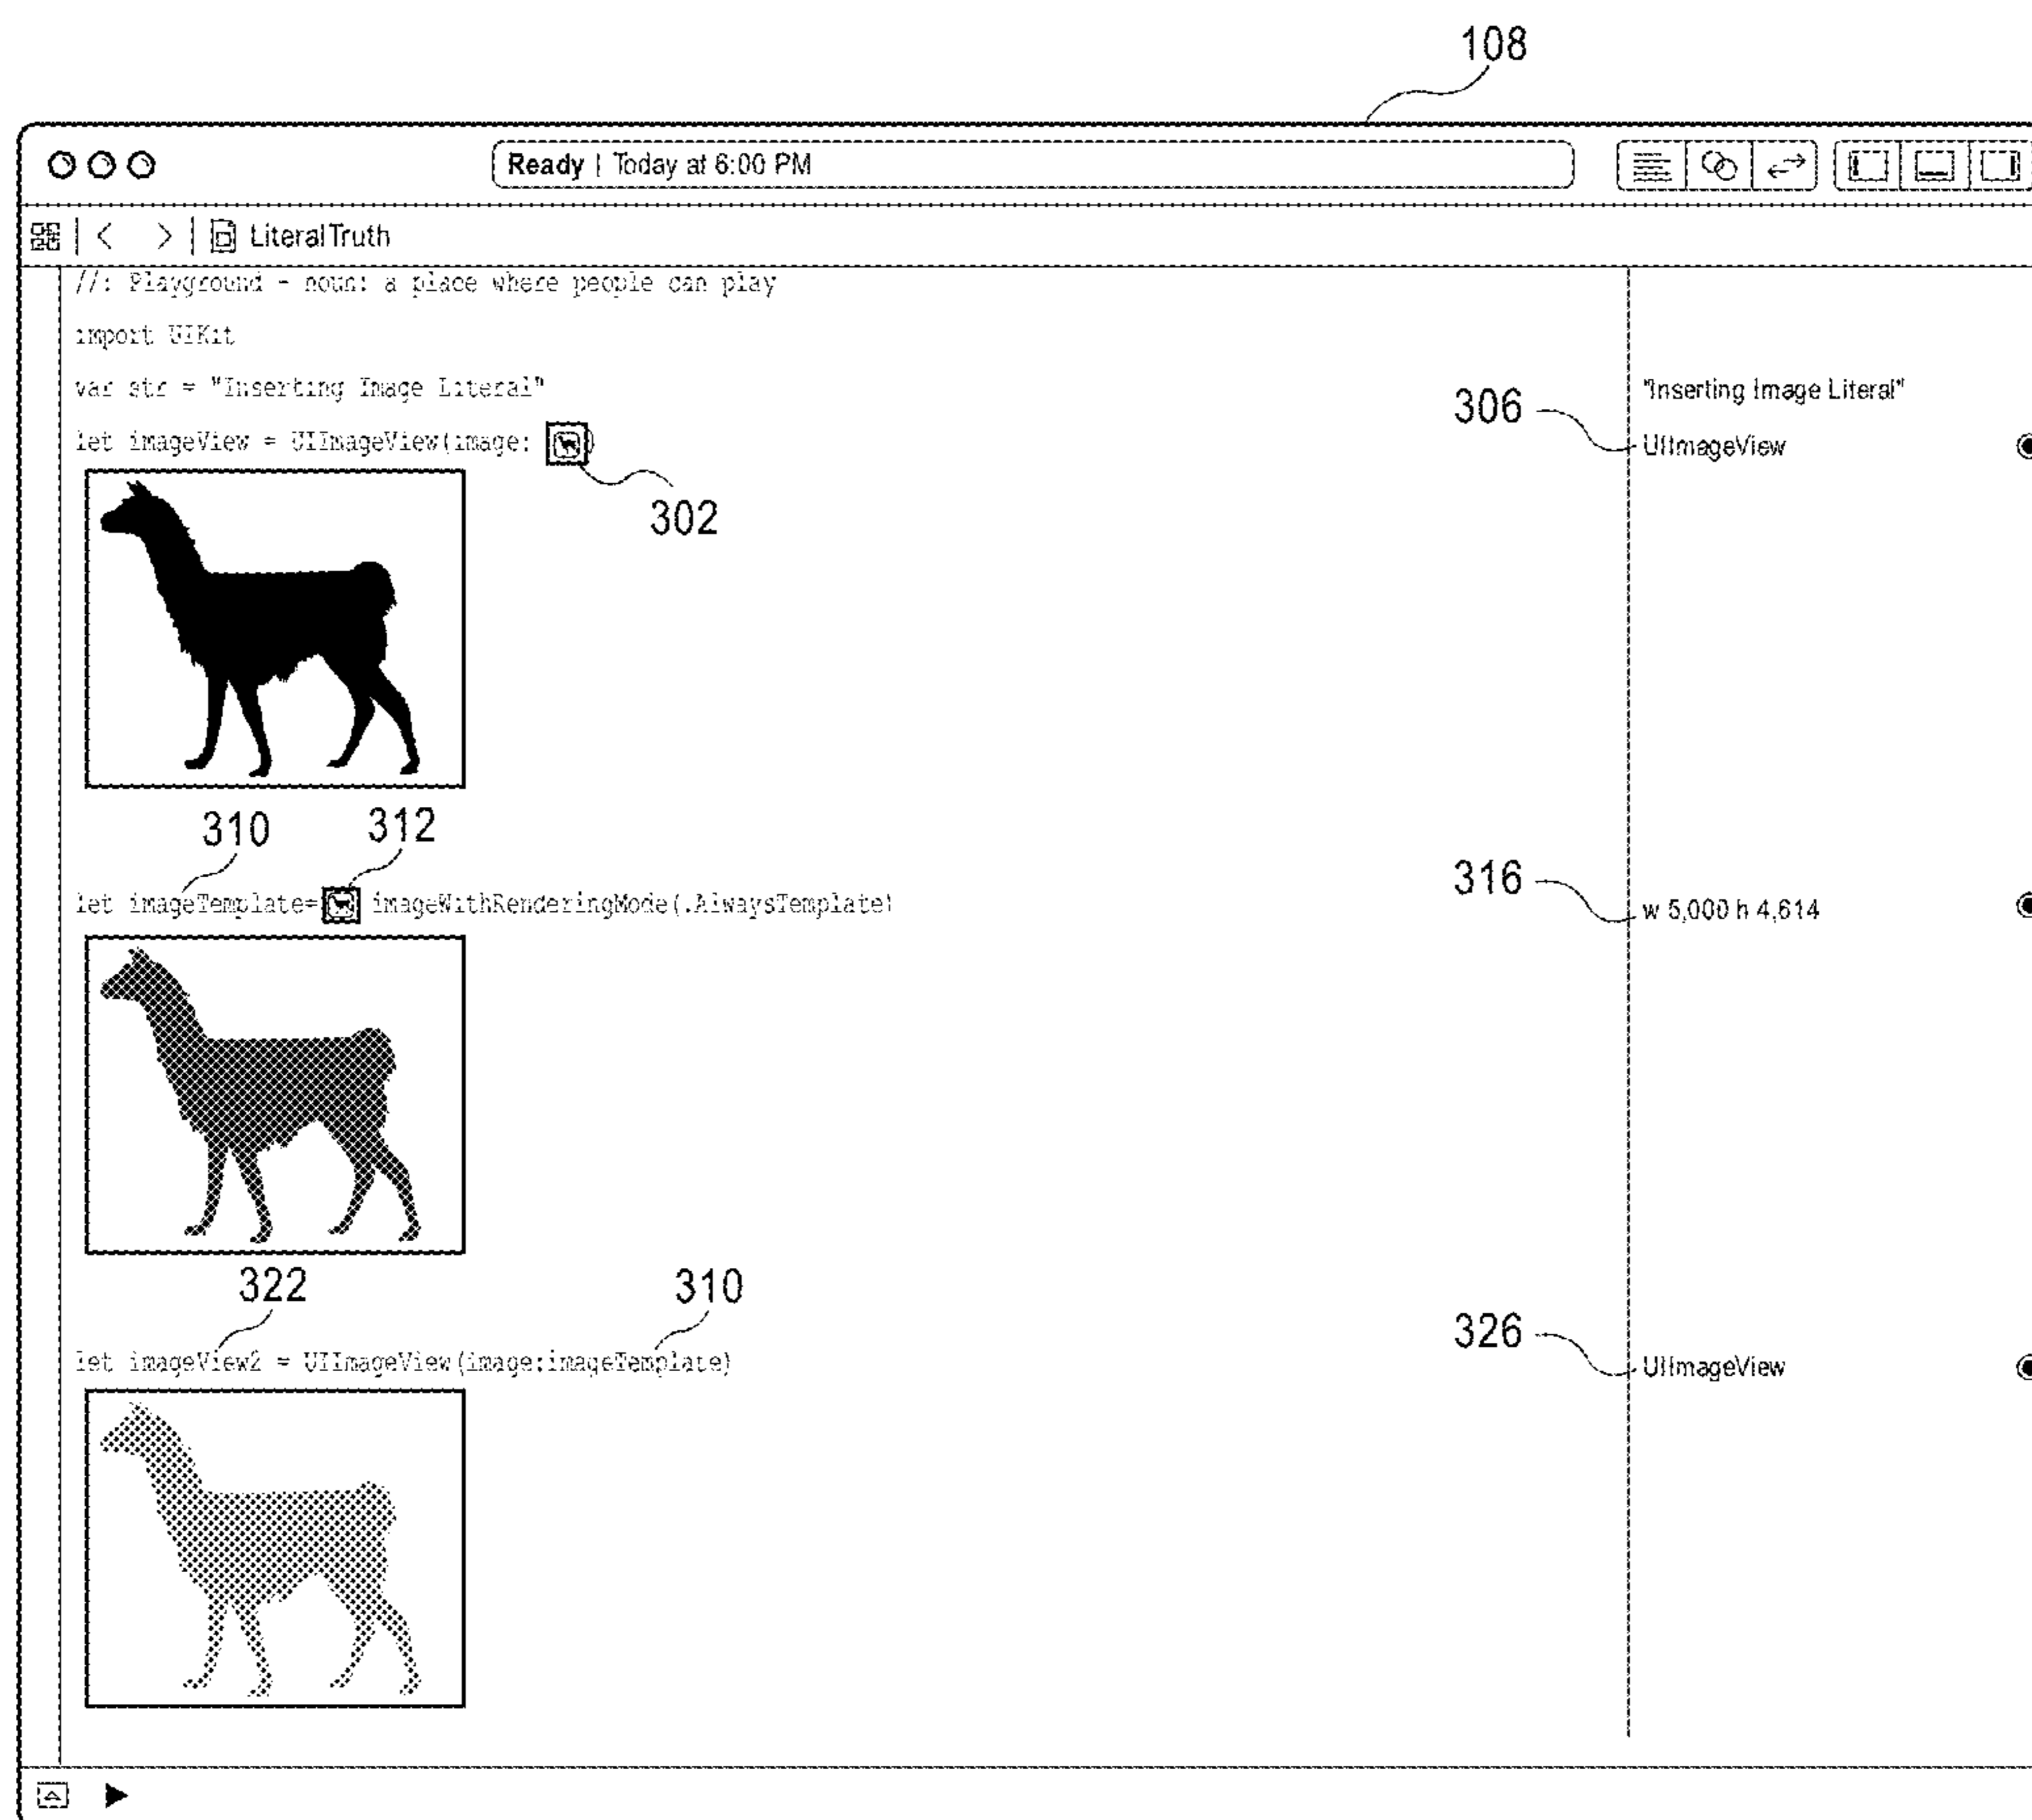 108
Ready | Today at 6:00 PM
LiteralTruth
//: Playground - noun: a place where people can play
import UIKit
var str = "Inserting Image Literal"
"Inserting Image Literal"
306
let imageView = UIImageView(image: )
UIImageView
302
310 312
316
let imageTemplate= imageWithRenderingMode(.AlwaysTemplate)
w 5,000 h 4,614
322 310
326
let imageView2 = UIImageView(image:imageTemplate)
UIImageView